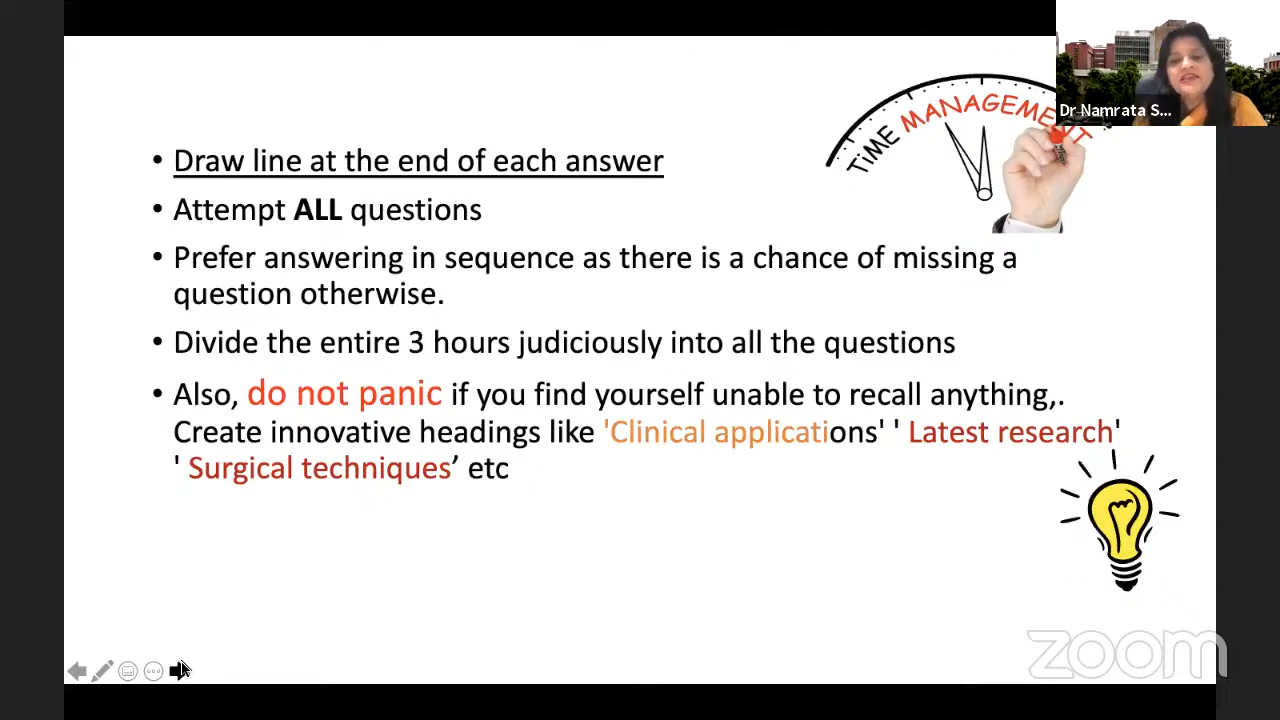 TIME MANAGEMENT
Dr Namrata S...
• Draw line at the end of each answer
• Attempt ALL questions
• Prefer answering in sequence as there is a chance of missing a
question otherwise.
• Divide the entire 3 hours judiciously into all the questions
• Also, do not panic if you find yourself unable to recall anything,.
Create innovative headings like 'Clinical applications' ' Latest research'
' Surgical techniques’ etc
zoom